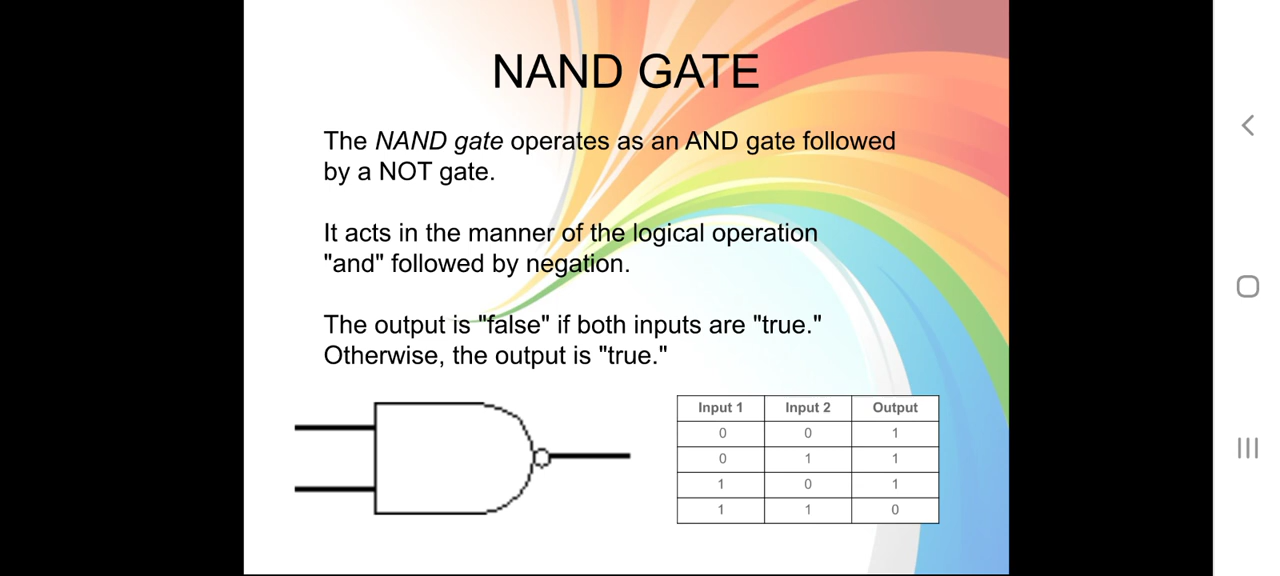 NAND GATE
The NAND gate operates as an AND gate followed
by a NOT gate.
It acts in the manner of the logical operation
"and" followed by negation.
The output is "false" if both inputs are "true."
Otherwise, the output is "true."
Input 1 Input 2 Output
0 0 1
0 1 1
1 0 1
1 1 0